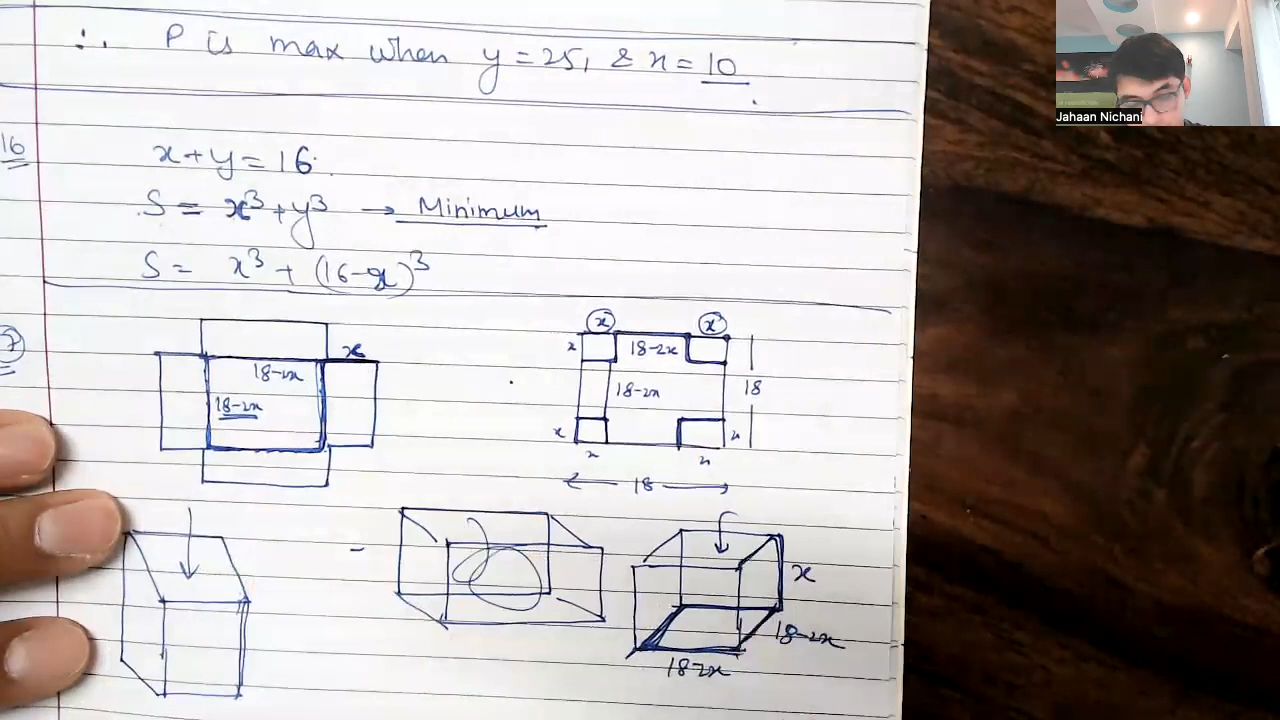 ∴ P is max when y = 25, & x = 10
Jahaan Nichani
16
x + y = 16.
S = x³ + y³ → Minimum
S = x³ + (16-x)³
7
x
18-2x
18-2x
x x
x 18-2x
18-2x 18
x x
x x
18
x
18-2x
18-2x